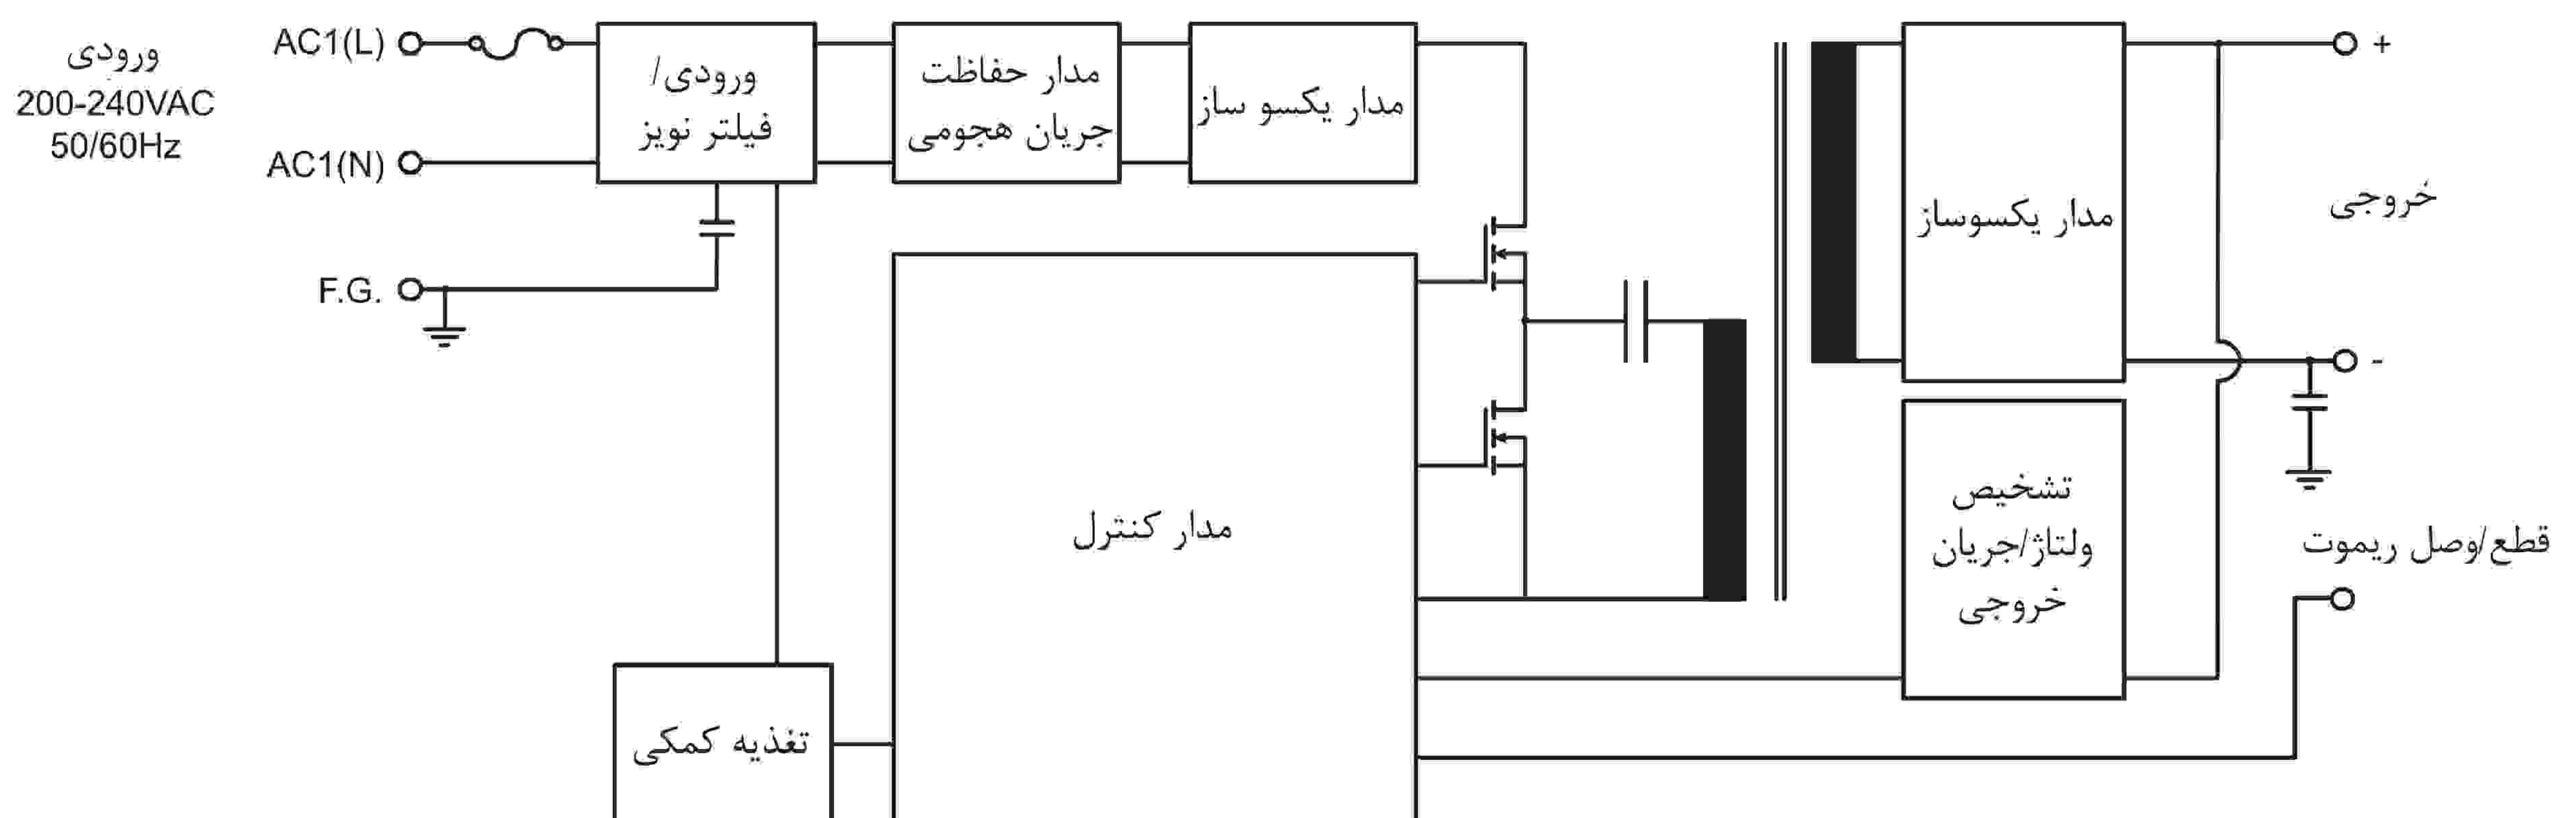 ورودی
200-240VAC
50/60Hz
AC1(L)
AC1(N)
F.G.
ورودی/
فیلتر نویز
مدار حفاظت
جریان هجومی
مدار یکسو ساز
مدار یکسوساز
+
خروجی
-
مدار کنترل
تشخیص
ولتاژ/جریان
خروجی
قطع/وصل ریموت
تغذیه کمکی